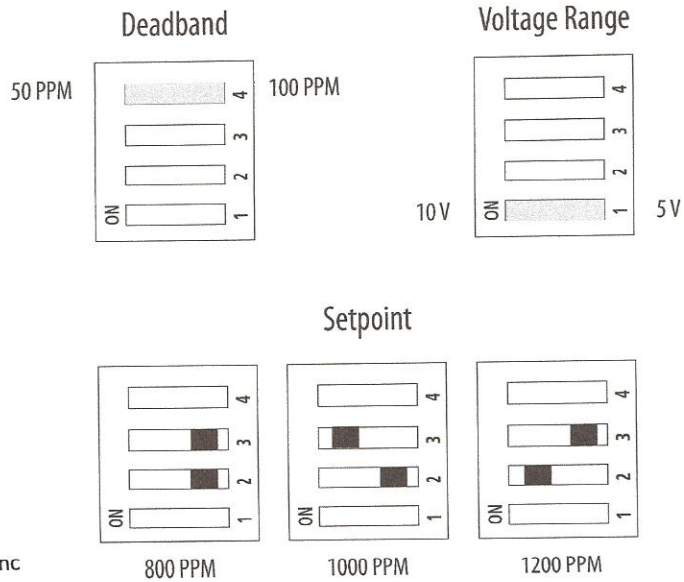 Deadband
Voltage Range
50 PPM
4
3
2
ON
1
100 PPM
10 V
4
3
2
ON
1
5 V
Setpoint
4
3
2
ON
1
4
3
2
ON
1
4
3
2
ON
1
nc
800 PPM
1000 PPM
1200 PPM